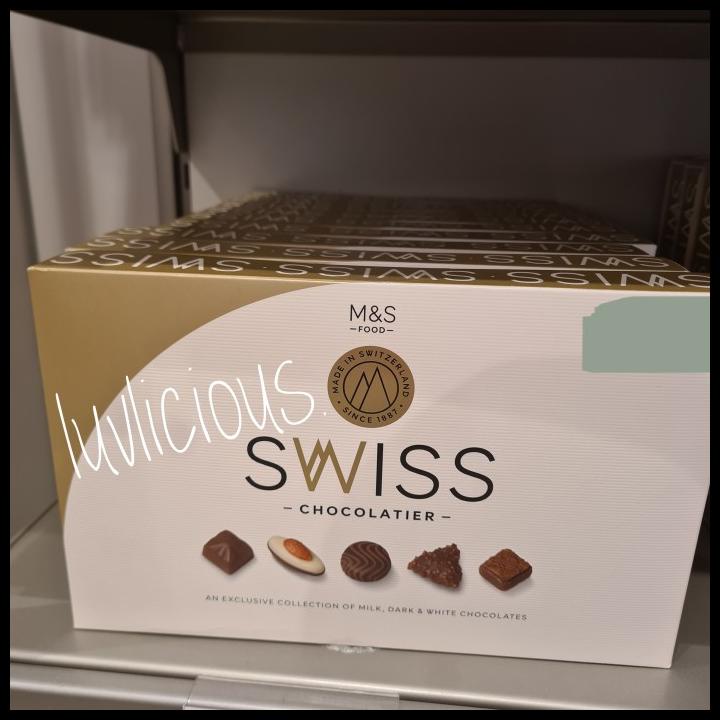 SWISS · SWISS · SWISS
M&S
—FOOD—
MADE IN SWITZERLAND
• SINCE 1887 •
luvlicious.
SWISS
– CHOCOLATIER –
AN EXCLUSIVE COLLECTION OF MILK, DARK & WHITE CHOCOLATES